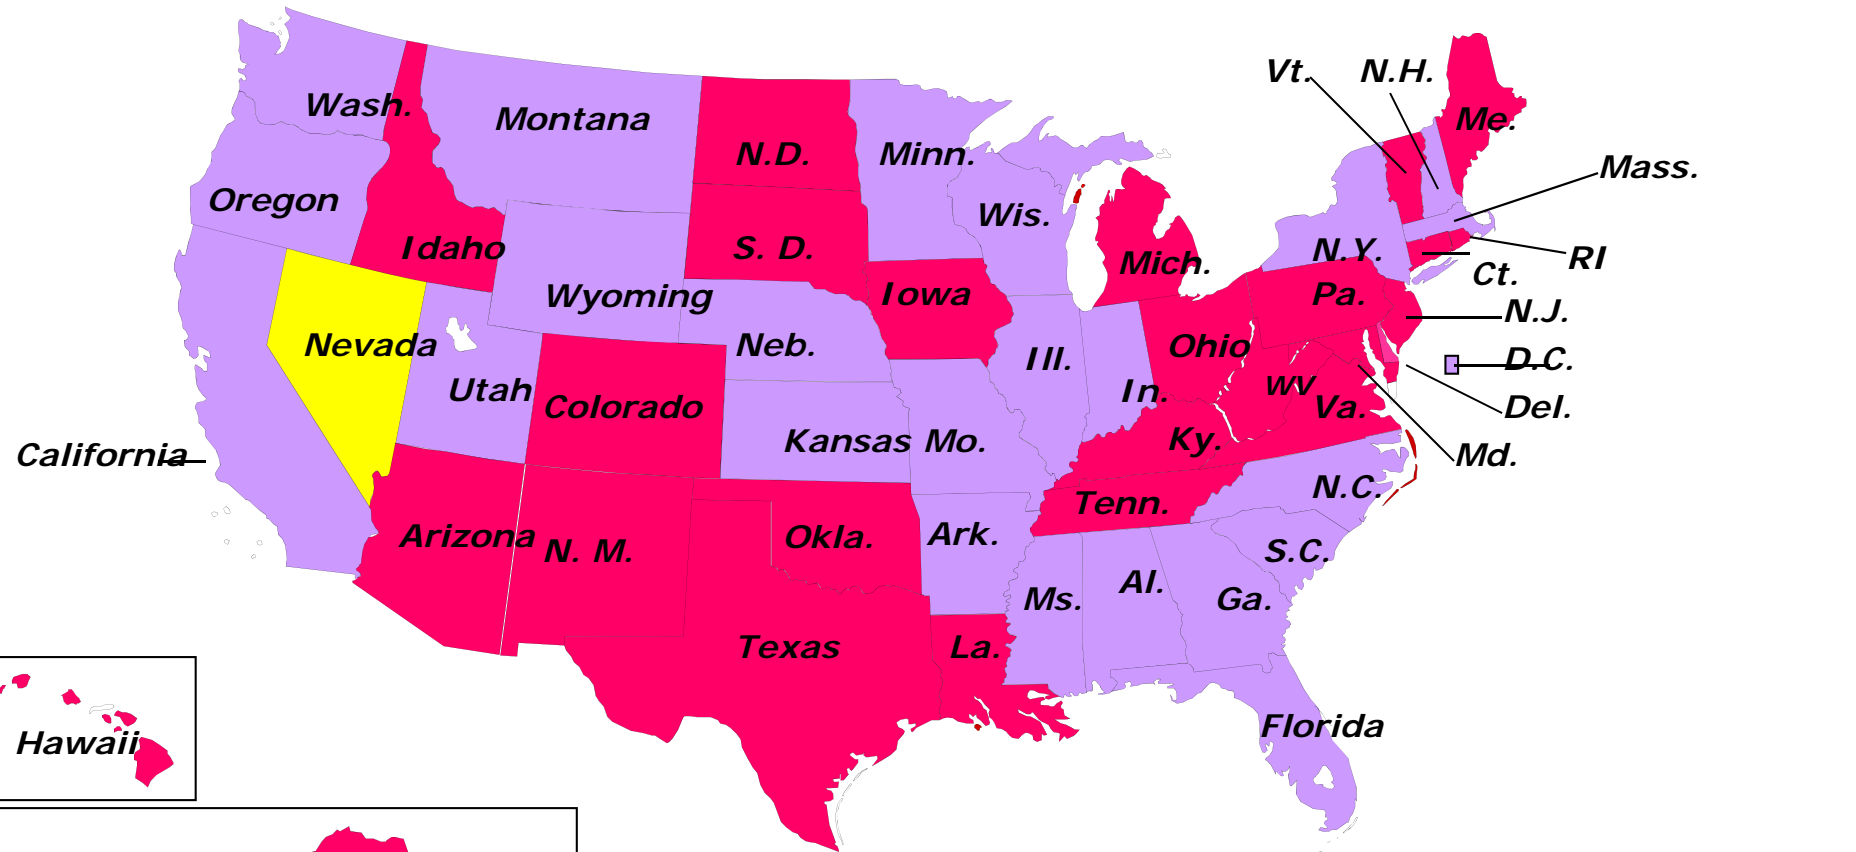 Vt.
N.H.
Wash.
Montana
Me.
N.D.
Minn.
Mass.
Oregon
Wis.
Idaho
S. D.
Mich.
N.Y.
RI
Ct.
Wyoming
Iowa
Pa.
N.J.
Nevada
Neb.
Ill.
Ohio
D.C.
Utah
Colorado
In.
WV
Va.
Del.
California
Kansas
Mo.
Ky.
Md.
N.C.
Tenn.
Arizona
N. M.
Okla.
Ark.
S.C.
Ms.
Al.
Ga.
Texas
La.
Florida
Hawaii